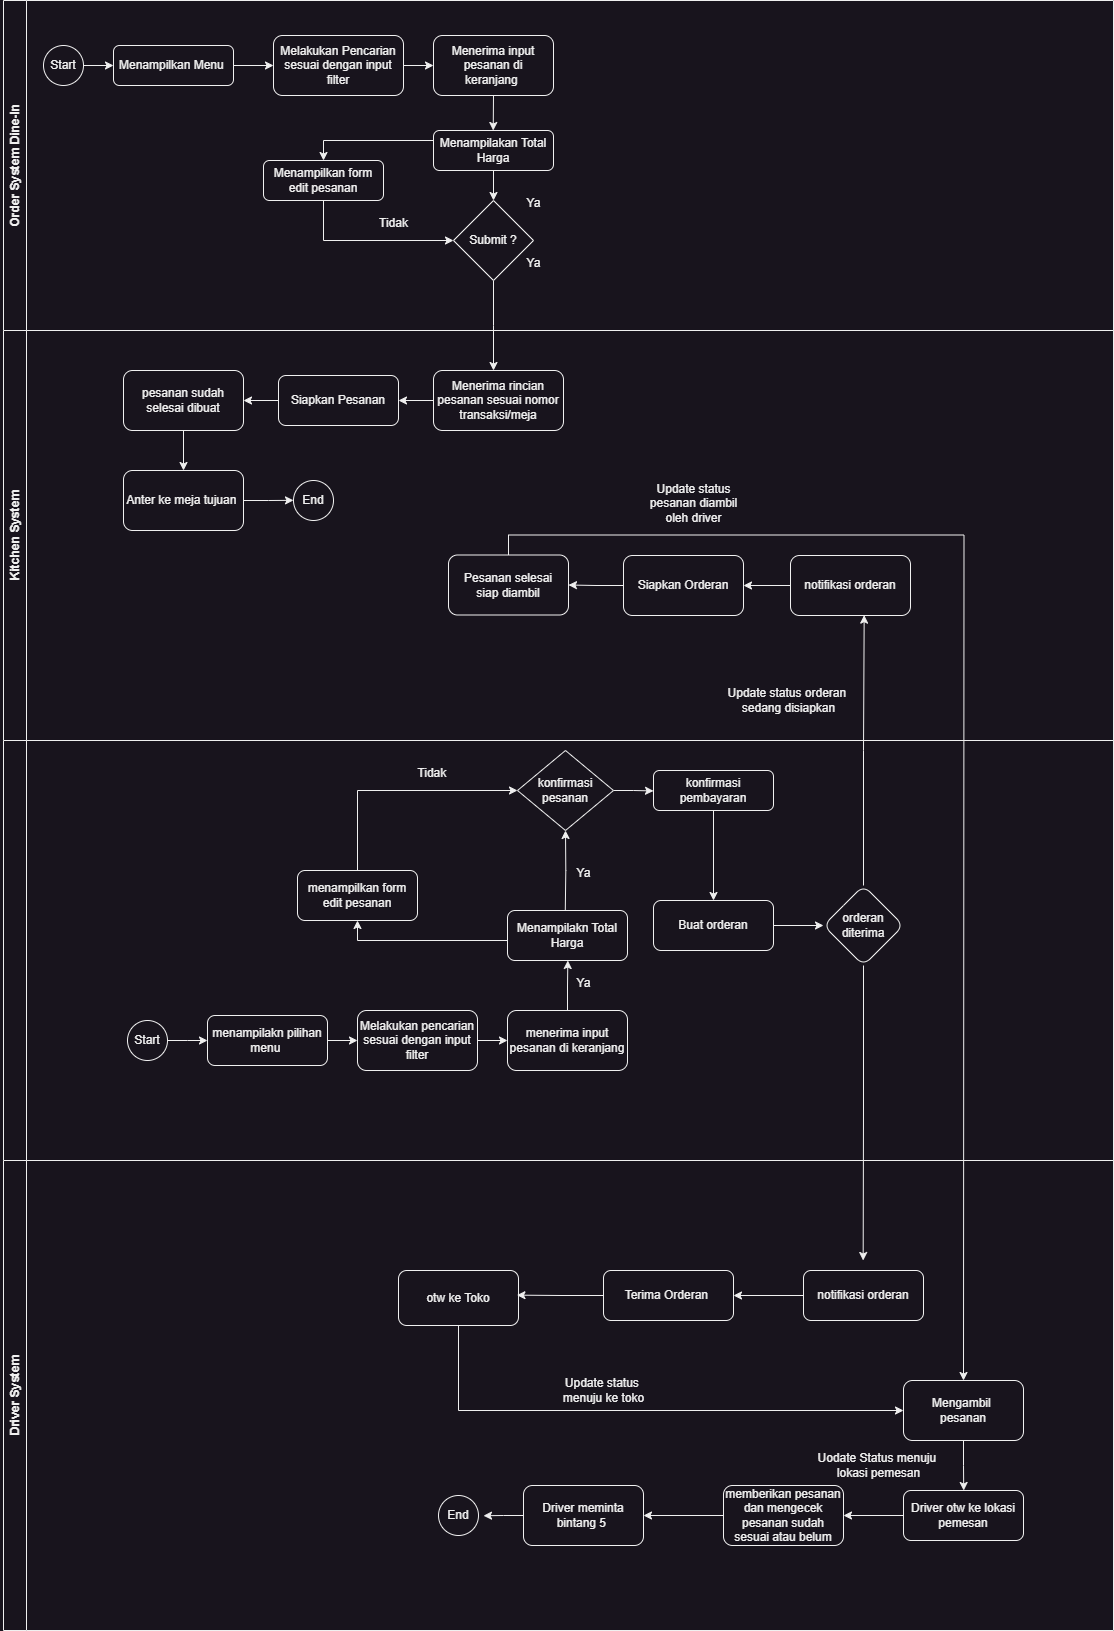 Order System Dine-In
Start
Menampilkan Menu
Melakukan Pencarian
sesuai dengan input
filter
Menerima input
pesanan di
keranjang
Menampilakan Total
Harga
Menampilkan form
edit pesanan
Tidak
Ya
Submit ?
Ya
Kitchen System
Menerima rincian
pesanan sesuai nomor
transaksi/meja
Siapkan Pesanan
pesanan sudah
selesai dibuat
Anter ke meja tujuan
End
Update status
pesanan diambil
oleh driver
Pesanan selesai
siap diambil
Siapkan Orderan
notifikasi orderan
Update status orderan
sedang disiapkan
Tidak
konfirmasi
pesanan
konfirmasi
pembayaran
Ya
menampilkan form
edit pesanan
Menampilakn Total
Harga
Buat orderan
orderan
diterima
Ya
Start
menampilakn pilihan
menu
Melakukan pencarian
sesuai dengan input
filter
menerima input
pesanan di keranjang
Driver System
otw ke Toko
Terima Orderan
notifikasi orderan
Update status
menuju ke toko
Mengambil
pesanan
Uodate Status menuju
lokasi pemesan
End
Driver meminta
bintang 5
memberikan pesanan
dan mengecek
pesanan sudah
sesuai atau belum
Driver otw ke lokasi
pemesan